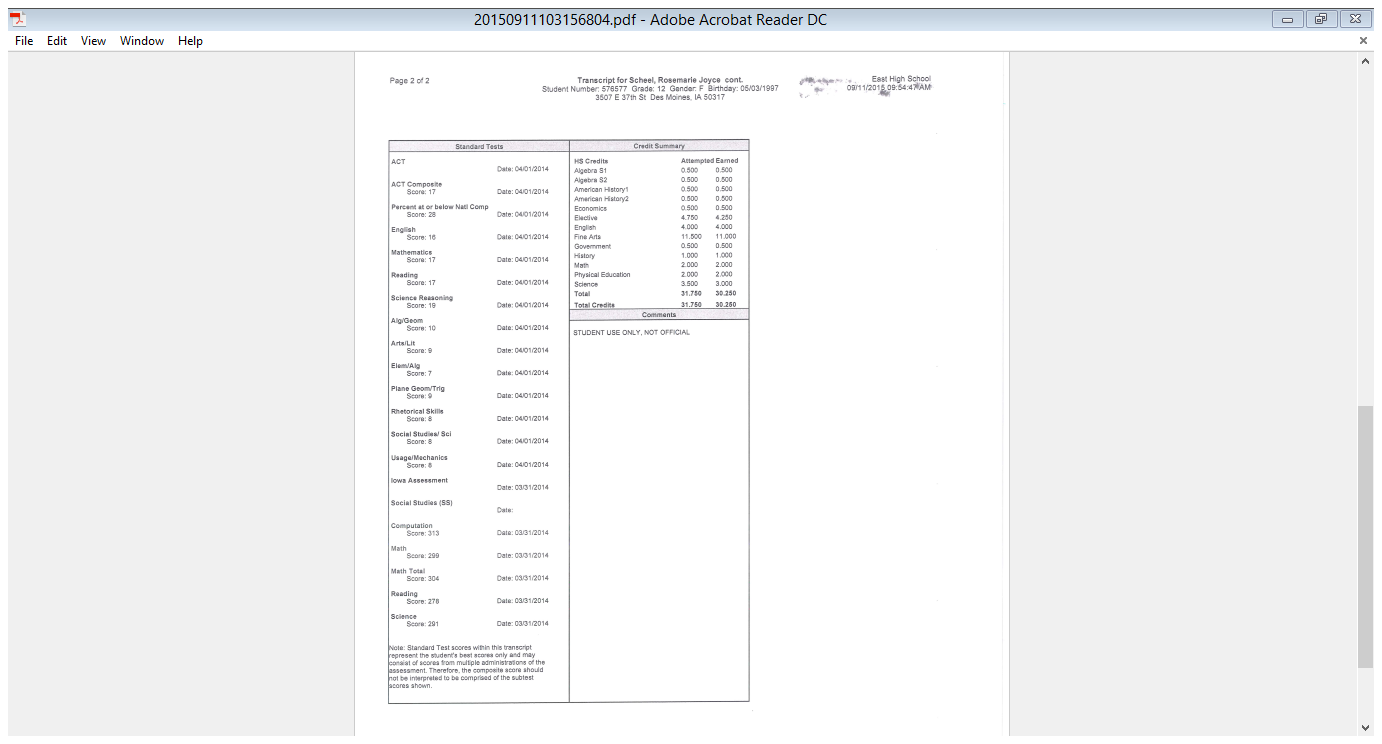 20150911103156804.pdf - Adobe Acrobat Reader DC
File Edit View Window Help
Page 2 of 2
Transcript for Scheel, Rosemarie Joyce cont.
East High School
Student Number: 576577 Grade: 12 Gender: F Birthday: 05/03/1997
09/11/2015 09:54:47 AM
3507 E 37th St Des Moines, IA 50317
Standard Tests
ACT
Date: 04/01/2014
ACT Composite
Score: 17 Date: 04/01/2014
Percent at or below Natl Comp
Score: 28 Date: 04/01/2014
English
Score: 16 Date: 04/01/2014
Mathematics
Score: 17 Date: 04/01/2014
Reading
Score: 17 Date: 04/01/2014
Science Reasoning
Score: 19 Date: 04/01/2014
Alg/Geom
Score: 10 Date: 04/01/2014
Arts/Lit
Score: 9 Date: 04/01/2014
Elem/Alg
Score: 7 Date: 04/01/2014
Plane Geom/Trig
Score: 9 Date: 04/01/2014
Rhetorical Skills
Score: 8 Date: 04/01/2014
Social Studies/ Sci
Score: 8 Date: 04/01/2014
Usage/Mechanics
Score: 8 Date: 04/01/2014
Iowa Assessment
Date: 03/31/2014
Social Studies (SS)
Date:
Computation
Score: 313 Date: 03/31/2014
Math
Score: 299 Date: 03/31/2014
Math Total
Score: 304 Date: 03/31/2014
Reading
Score: 278 Date: 03/31/2014
Science
Score: 291 Date: 03/31/2014
Note: Standard Test scores within this transcript
represent the student's best scores only and may
consist of scores from multiple administrations of the
assessment. Therefore, the composite score should
not be interpreted to be comprised of the subtest
scores shown.
Credit Summary
HS Credits Attempted Earned
Algebra S1 0.500 0.500
Algebra S2 0.500 0.500
American History1 0.500 0.500
American History2 0.500 0.500
Economics 0.500 0.500
Elective 4.750 4.250
English 4.000 4.000
Fine Arts 11.500 11.000
Government 0.500 0.500
History 1.000 1.000
Math 2.000 2.000
Physical Education 2.000 2.000
Science 3.500 3.000
Total 31.750 30.250
Total Credits 31.750 30.250
Comments
STUDENT USE ONLY, NOT OFFICIAL